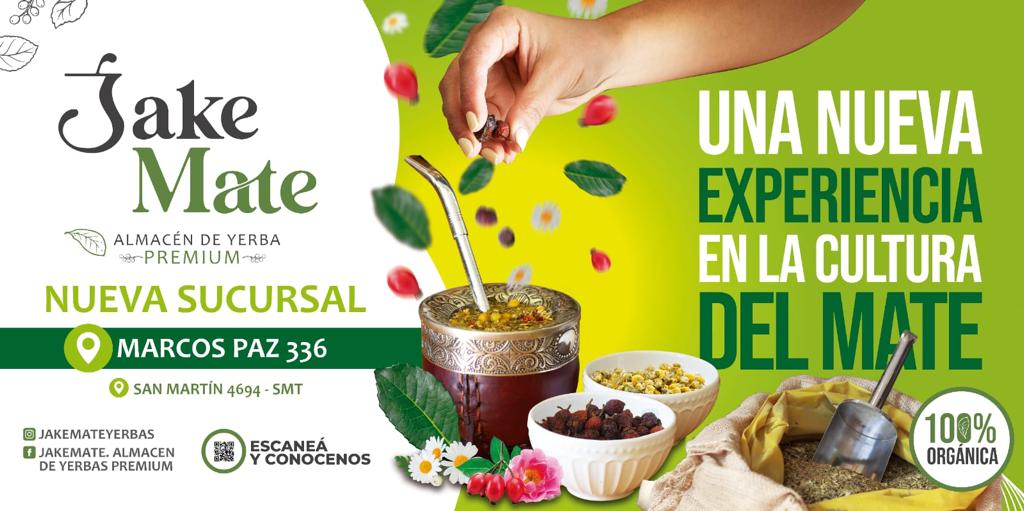 Jake
Mate
ALMACÉN DE YERBA
PREMIUM
NUEVA SUCURSAL
MARCOS PAZ 336
SAN MARTÍN 4694 - SMT
JAKEMATEYERBAS
JAKEMATE. ALMACEN
DE YERBAS PREMIUM
ESCANEÁ
Y CONOCENOS
UNA NUEVA
EXPERIENCIA
EN LA CULTURA
DEL MATE
100%
ORGÁNICA